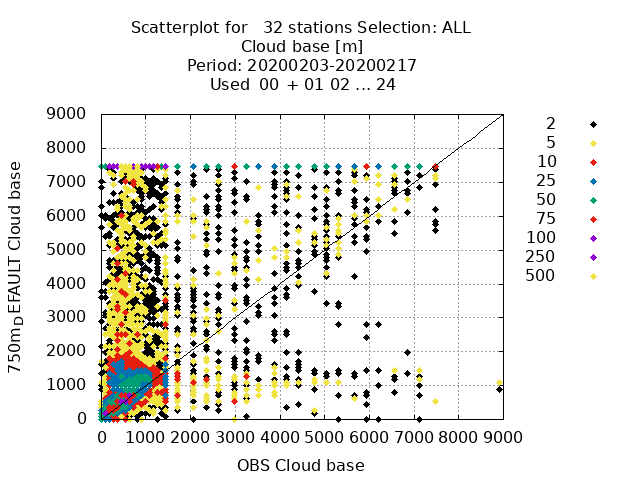 Scatterplot for   32 stations Selection: ALL
Cloud base [m]
Period: 20200203-20200217
Used  00 + 01 02 ... 24
9000
8000
7000
6000
5000
4000
3000
2000
1000
0
750m_DEFAULT Cloud base
0 1000 2000 3000 4000 5000 6000 7000 8000 9000
OBS Cloud base
2
5
10
25
50
75
100
250
500